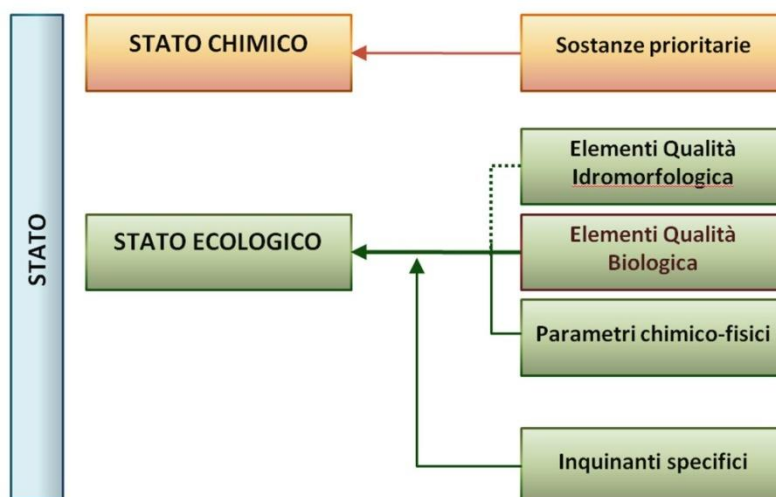 STATO
STATO CHIMICO
Sostanze prioritarie
Elementi Qualità
Idromorfologica
STATO ECOLOGICO
Elementi Qualità
Biologica
Parametri chimico-fisici
Inquinanti specifici